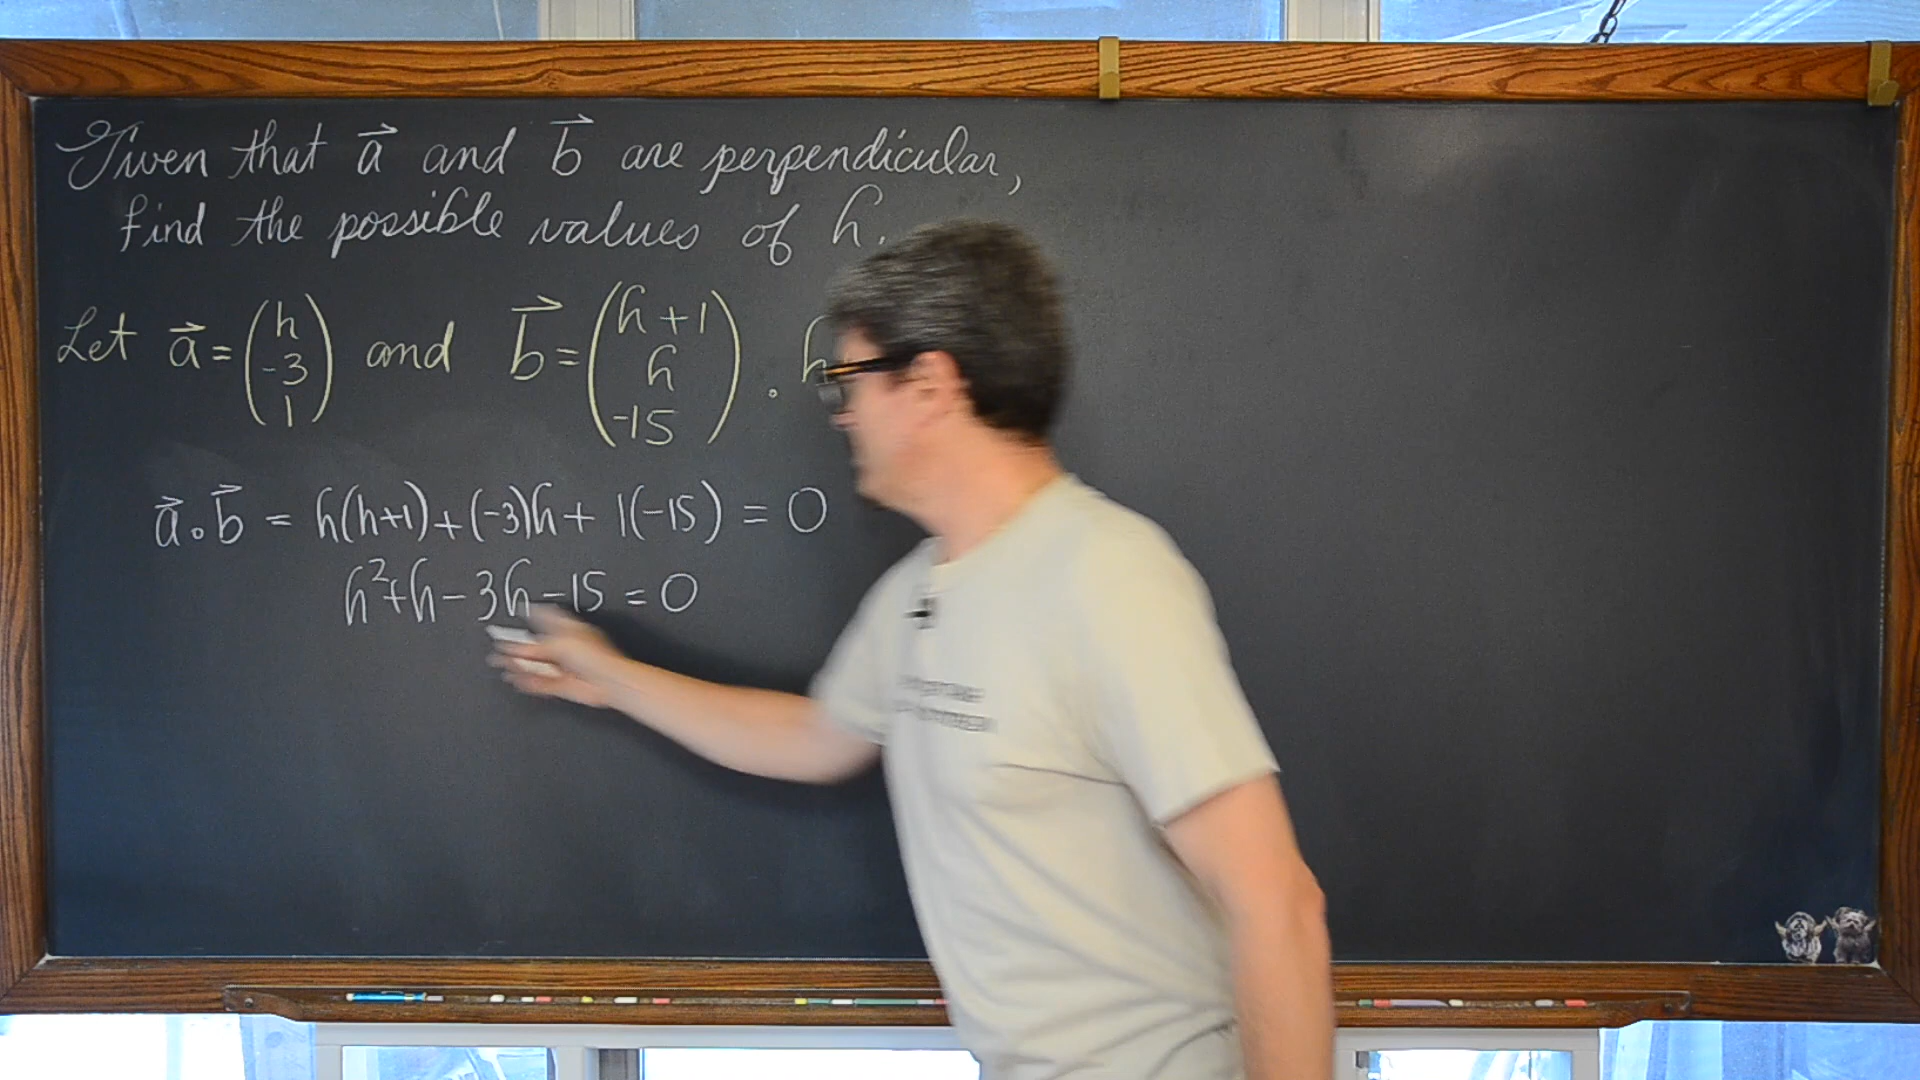 Given that a⃗ and b⃗ are perpendicular,
find the possible values of h.
Let a⃗ = (h -3 1) and b⃗ = (h+1 h -15). h
a⃗∘b⃗ = h(h+1)+(-3)h+ 1(-15) = 0
h²+h-3h-15=0